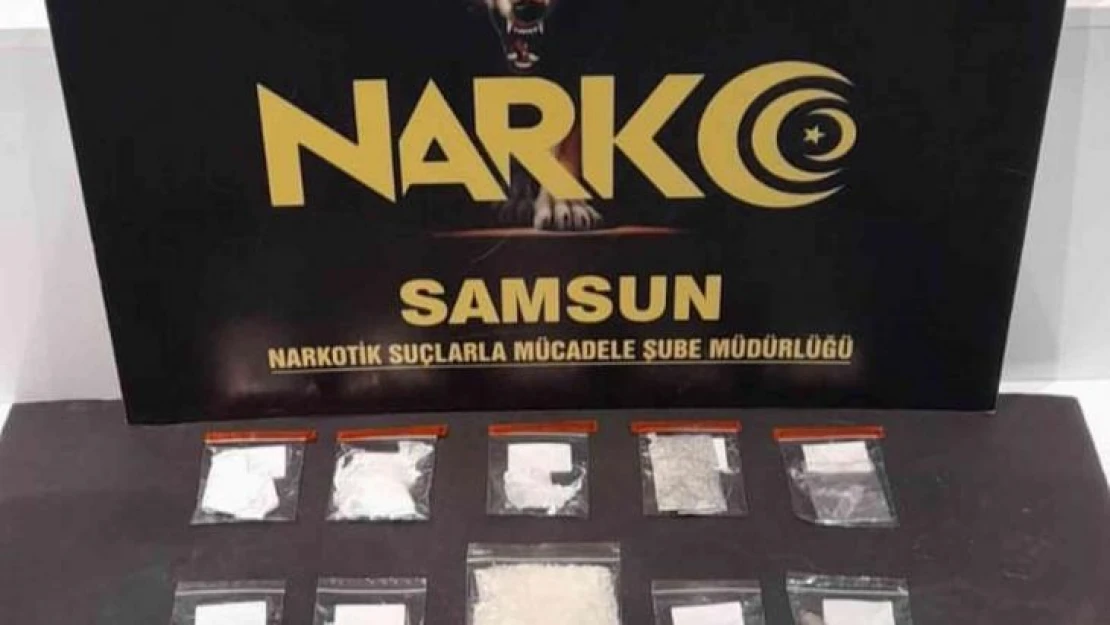 NARKO
SAMSUN
NARKOTİK SUÇLARLA MÜCADELE ŞUBE MÜDÜRLÜĞÜ